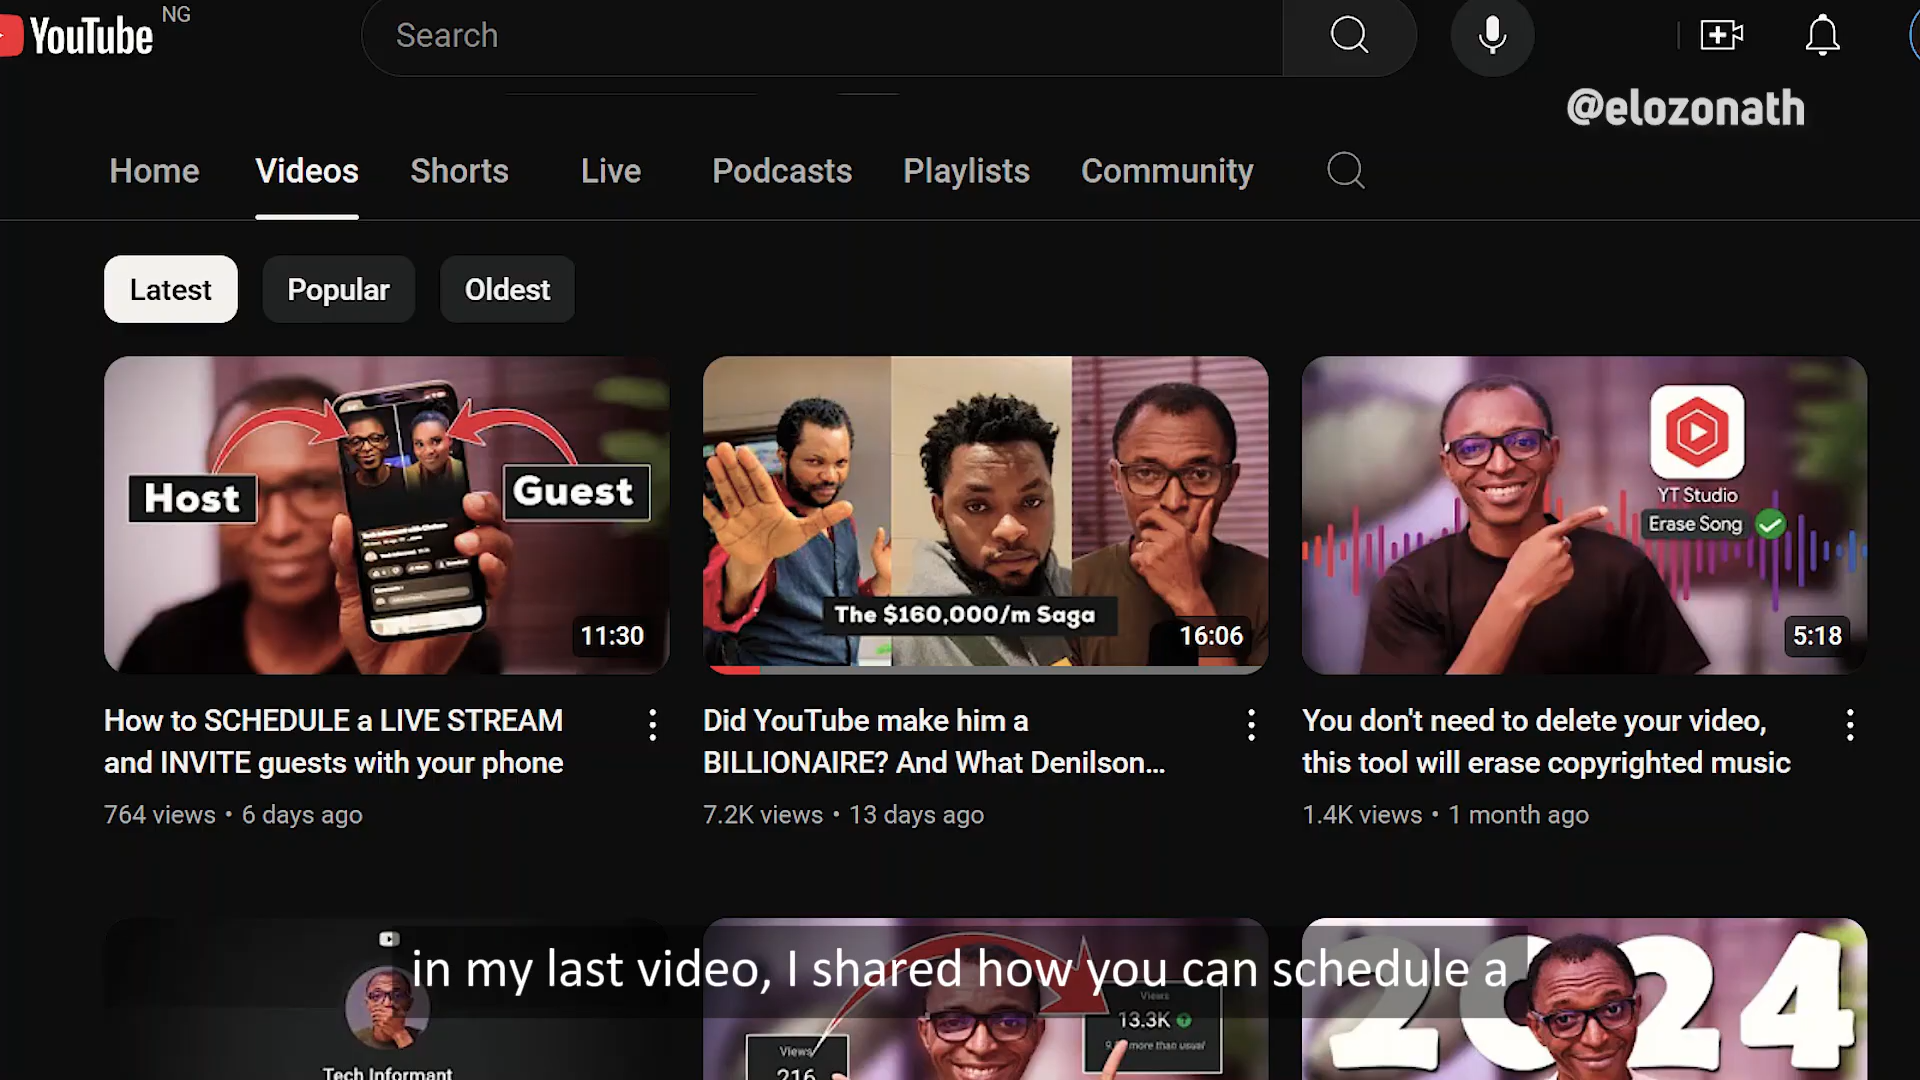 YouTube NG
Search
@elozonath
Home Videos Shorts Live Podcasts Playlists Community
Latest Popular Oldest
Host
Guest
11:30
The $160,000/m Saga
16:06
YT Studio
Erase Song
5:18
How to SCHEDULE a LIVE STREAM
and INVITE guests with your phone
764 views • 6 days ago
Did YouTube make him a
BILLIONAIRE? And What Denilson...
7.2K views • 13 days ago
You don't need to delete your video,
this tool will erase copyrighted music
1.4K views • 1 month ago
in my last video, I shared how you can schedule a
Tech Informant
Views
216
Views
13.3K
more than usual
2024